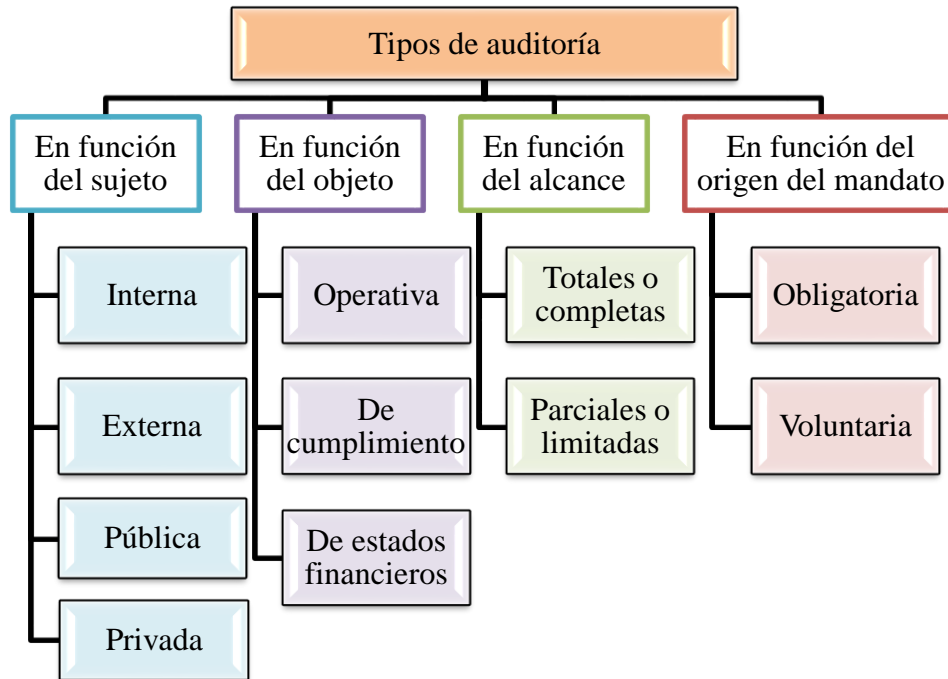 Tipos de auditoría
En función
del sujeto
Interna
Externa
Pública
Privada
En función
del objeto
Operativa
De
cumplimiento
De estados
financieros
En función
del alcance
Totales o
completas
Parciales o
limitadas
En función del
origen del mandato
Obligatoria
Voluntaria